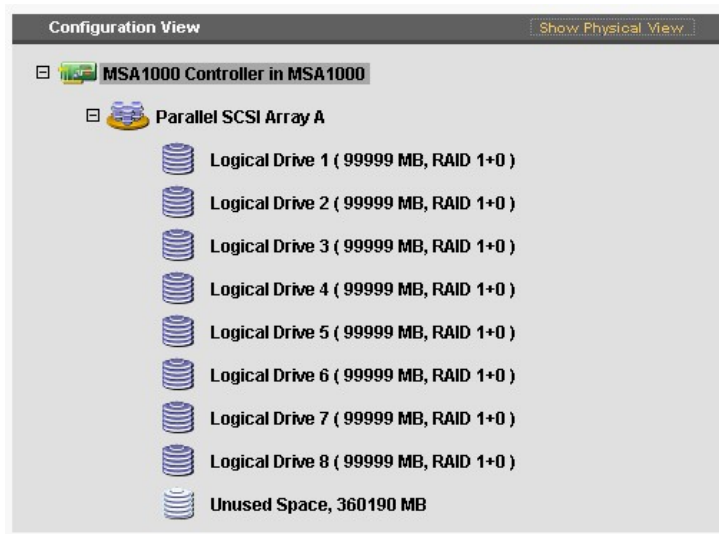 Configuration View
Show Physical View
MSA1000 Controller in MSA1000
Parallel SCSI Array A
Logical Drive 1 ( 99999 MB, RAID 1+0 )
Logical Drive 2 ( 99999 MB, RAID 1+0 )
Logical Drive 3 ( 99999 MB, RAID 1+0 )
Logical Drive 4 ( 99999 MB, RAID 1+0 )
Logical Drive 5 ( 99999 MB, RAID 1+0 )
Logical Drive 6 ( 99999 MB, RAID 1+0 )
Logical Drive 7 ( 99999 MB, RAID 1+0 )
Logical Drive 8 ( 99999 MB, RAID 1+0 )
Unused Space, 360190 MB